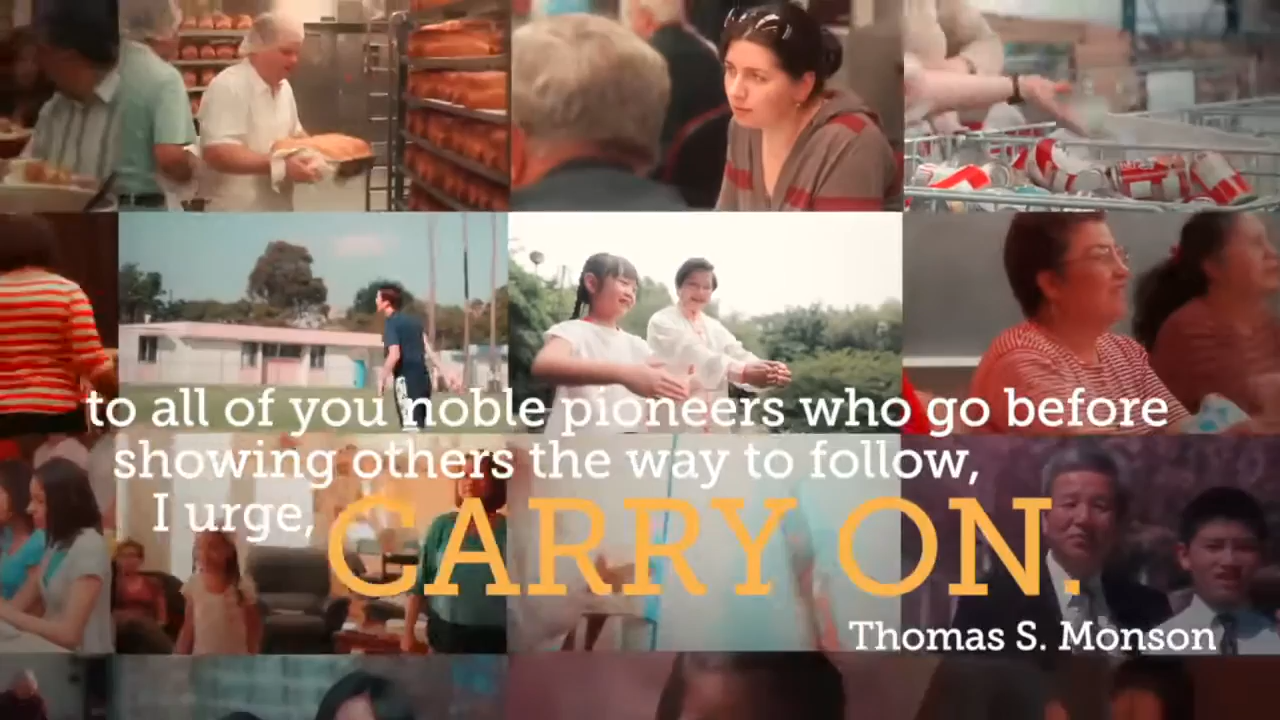 to all of you noble pioneers who go before
showing others the way to follow,
I urge, CARRY ON.
Thomas S. Monson